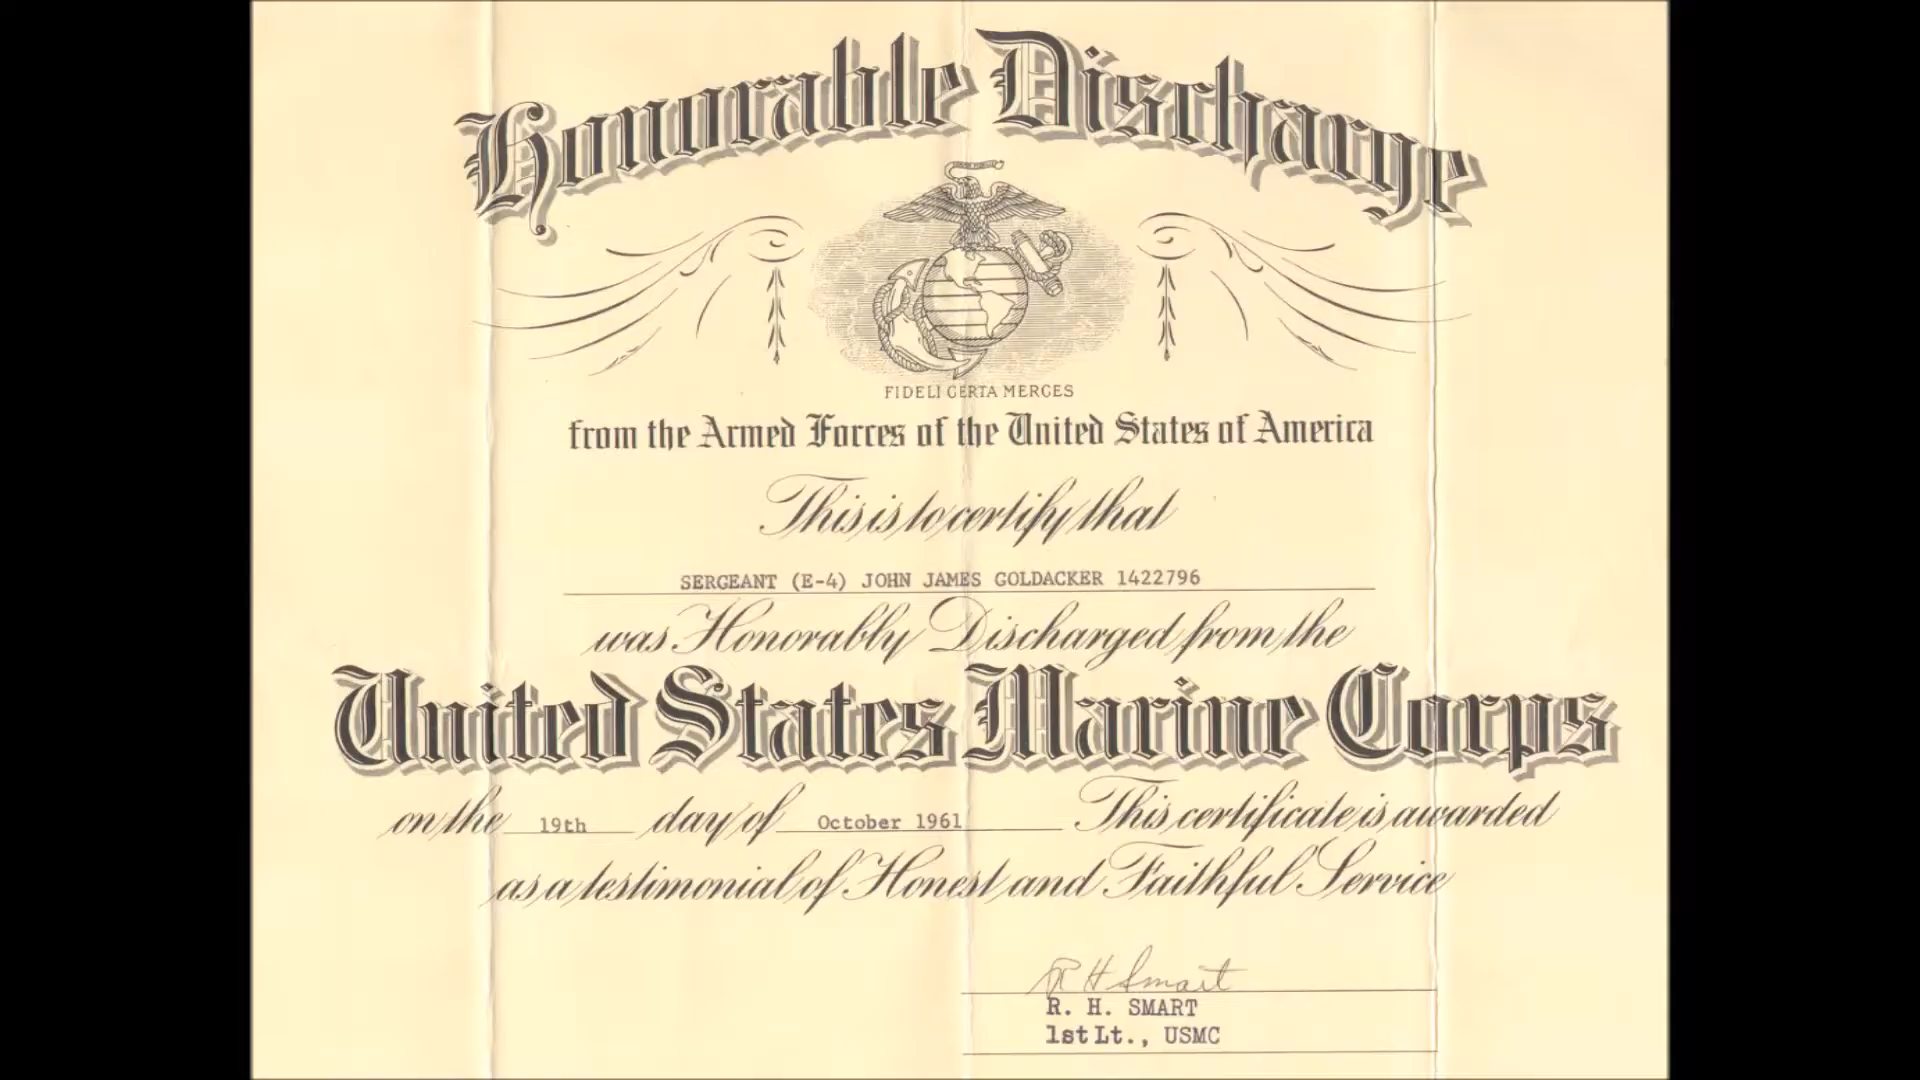 Honorable Discharge
FIDELI CERTA MERCES
from the Armed Forces of the United States of America
This is to certify that
SERGEANT (E-4) JOHN JAMES GOLDACKER 1422796
was Honorably Discharged from the
United States Marine Corps
on the 19th day of October 1961 This certificate is awarded
as a testimonial of Honest and Faithful Service
R H Smart
R. H. SMART
1st Lt., USMC